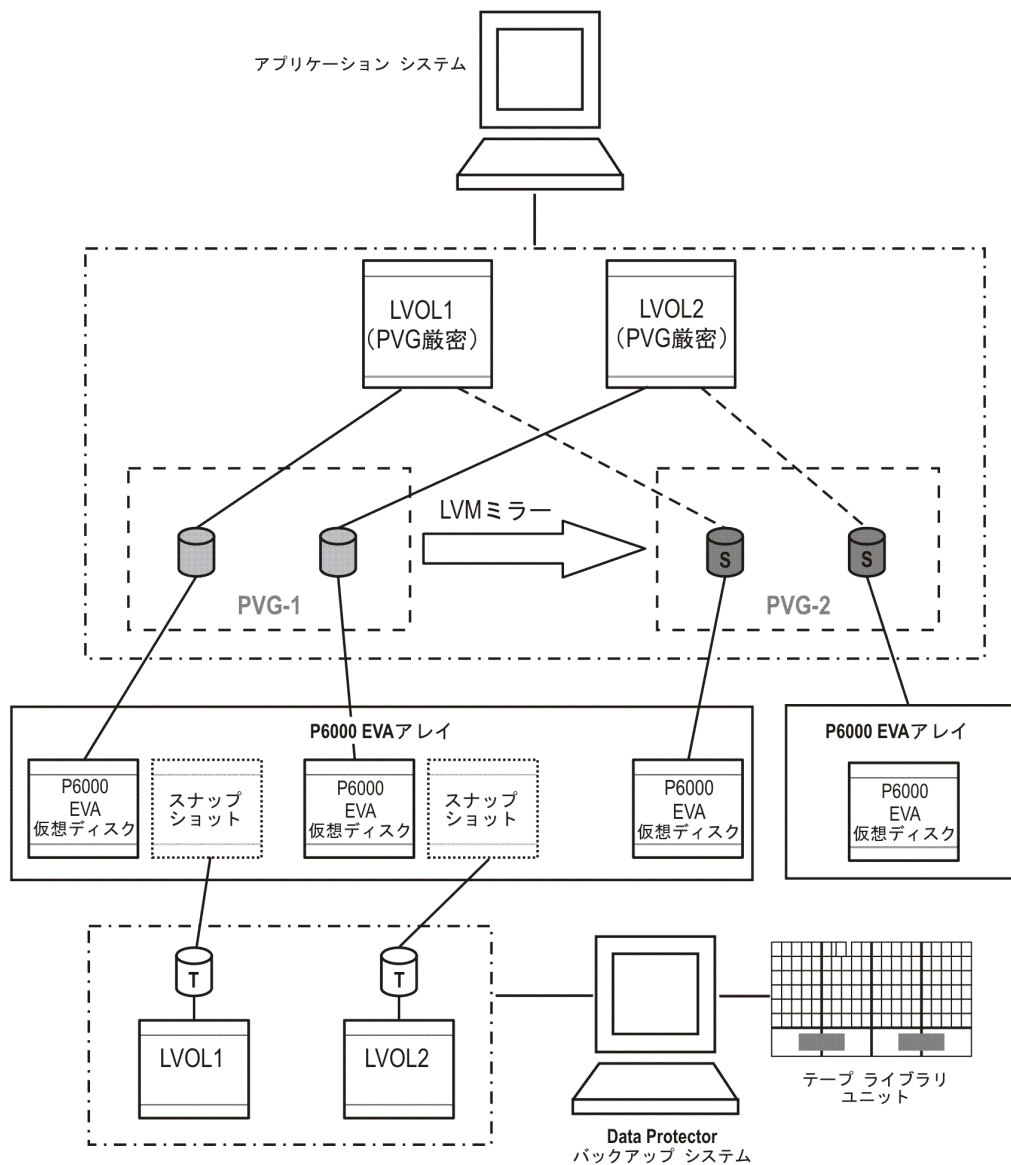 アプリケーション システム
LVOL1
(PVG厳密)
LVOL2
(PVG厳密)
LVMミラー
S
S
PVG-1
PVG-2
P6000 EVAアレイ
P6000 EVAアレイ
P6000
EVA
仮想ディスク
スナップ
ショット
P6000
EVA
仮想ディスク
スナップ
ショット
P6000
EVA
仮想ディスク
P6000
EVA
仮想ディスク
T
T
LVOL1
LVOL2
テープ ライブラリ
ユニット
Data Protector
バックアップ システム